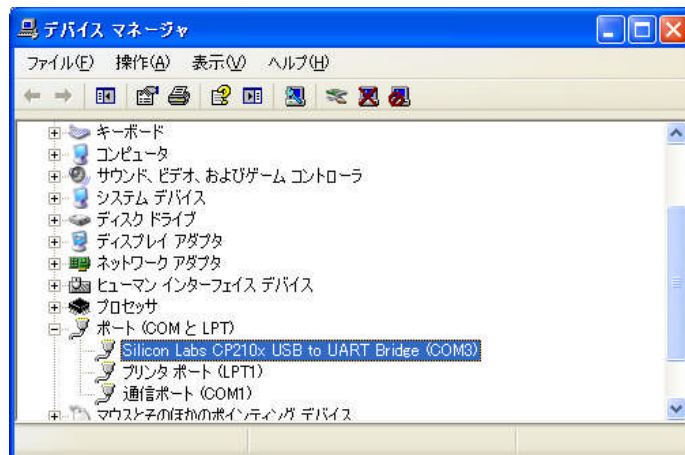 デバイス マネージャ
ファイル(F) 操作(A) 表示(V) ヘルプ(H)
キーボード
コンピュータ
サウンド、ビデオ、およびゲーム コントローラ
システム デバイス
ディスク ドライブ
ディスプレイ アダプタ
ネットワーク アダプタ
ヒューマン インターフェイス デバイス
プロセッサ
ポート (COM と LPT)
Silicon Labs CP210x USB to UART Bridge (COM3)
プリンタ ポート (LPT1)
通信ポート (COM1)
マウスとそのほかのポインティング デバイス